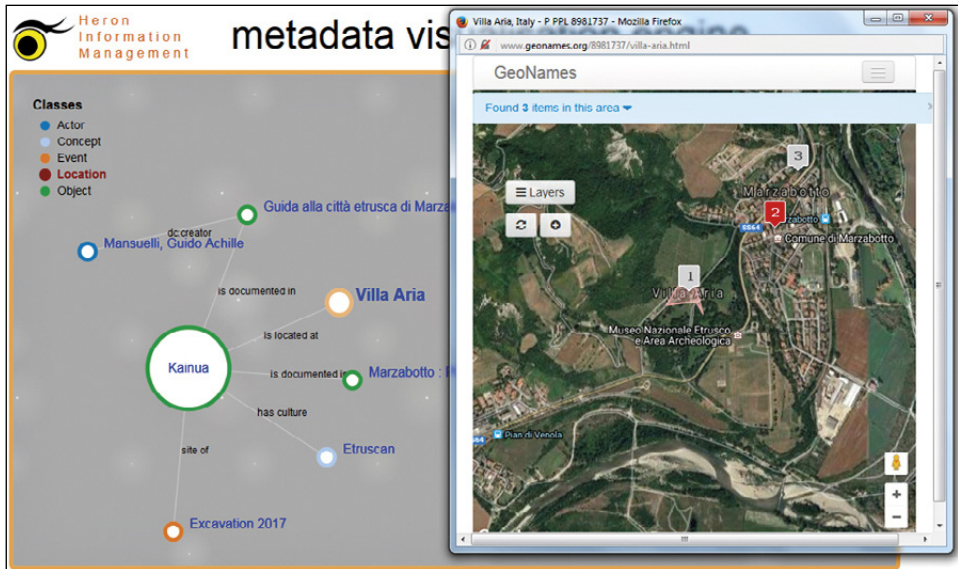 Heron
Information
Management
metadata vis
Classes
Actor
Concept
Event
Location
Object
Guida alla città etrusca di Marza
dc:creator
Mansuelli, Guido Achille
is documented in
Villa Aria
is located at
Kainua
is documented in
Marzabotto :
has culture
Etruscan
site of
Excavation 2017
Villa Aria, Italy - P PPL 8981737 - Mozilla Firefox
www.geonames.org/8981737/villa-aria.html
GeoNames
Found 3 items in this area
Layers
3
Marzabotto
2
Marzabotto
SS64
Comune di Marzabotto
1
Villa Aria
Museo Nazionale Etrusco
e Area Archeologica
Pian di Venola
+
−